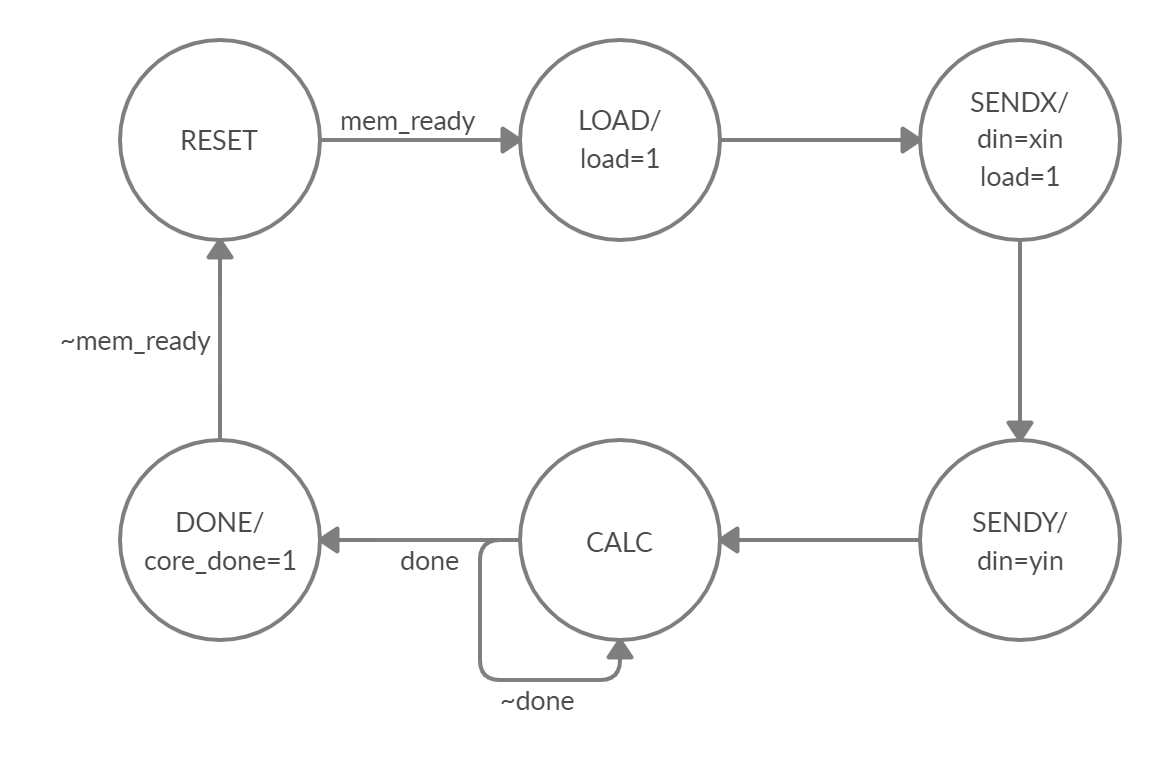 RESET
mem_ready
LOAD/
load=1
SENDX/
din=xin
load=1
~mem_ready
DONE/
core_done=1
done
CALC
~done
SENDY/
din=yin